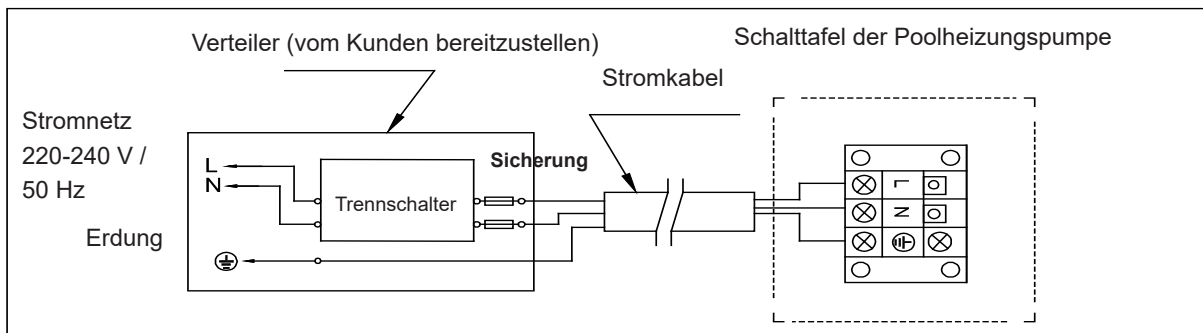 Verteiler (vom Kunden bereitzustellen)
Schalttafel der Poolheizungspumpe
Stromkabel
Stromnetz
220-240 V /
50 Hz
Erdung
L
N
Trennschalter
Sicherung
L
N